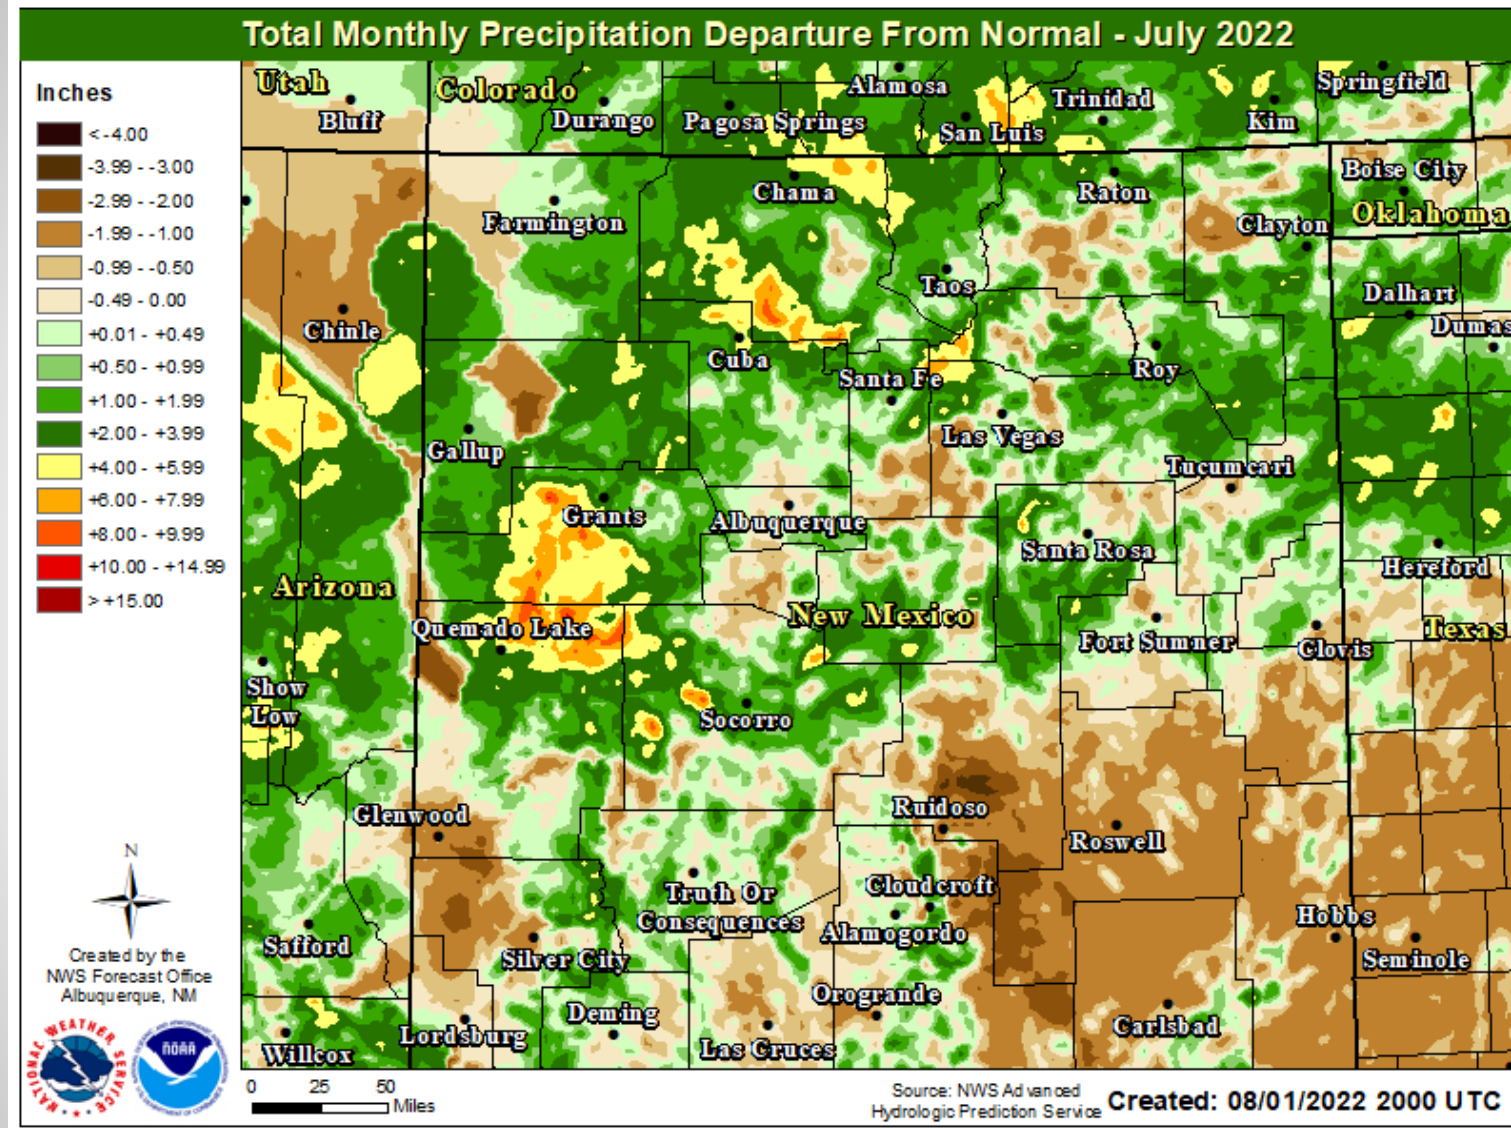 Total Monthly Precipitation Departure From Normal - July 2022
Inches
< -4.00
-3.99 - -3.00
-2.99 - -2.00
-1.99 - -1.00
-0.99 - -0.50
-0.49 - 0.00
+0.01 - +0.49
+0.50 - +0.99
+1.00 - +1.99
+2.00 - +3.99
+4.00 - +5.99
+6.00 - +7.99
+8.00 - +9.99
+10.00 - +14.99
> +15.00
Utah
Colorado
Alamosa
Springfield
Bluff
Durango
Pagosa Springs
San Luis
Trinidad
Kim
Chama
Raton
Boise City
Farmington
Clayton
Oklahoma
Taos
Dalhart
Chinle
Dumas
Cuba
Santa Fe
Roy
Gallup
Las Vegas
Tucumcari
Grants
Albuquerque
Santa Rosa
Hereford
Arizona
New Mexico
Texas
Quemado Lake
Fort Sumner
Clovis
Show
Low
Socorro
Glenwood
Ruidoso
Roswell
Truth Or
Consequences
Cloudcroft
Alamogordo
Hobbs
Safford
Silver City
Seminole
Orogrande
Deming
Carlsbad
Lordsburg
Las Cruces
Willcox
N
Created by the
NWS Forecast Office
Albuquerque, NM
NATIONAL WEATHER SERVICE
NOAA
0 25 50
Miles
Source: NWS Advanced
Hydrologic Prediction Service
Created: 08/01/2022 2000 UTC